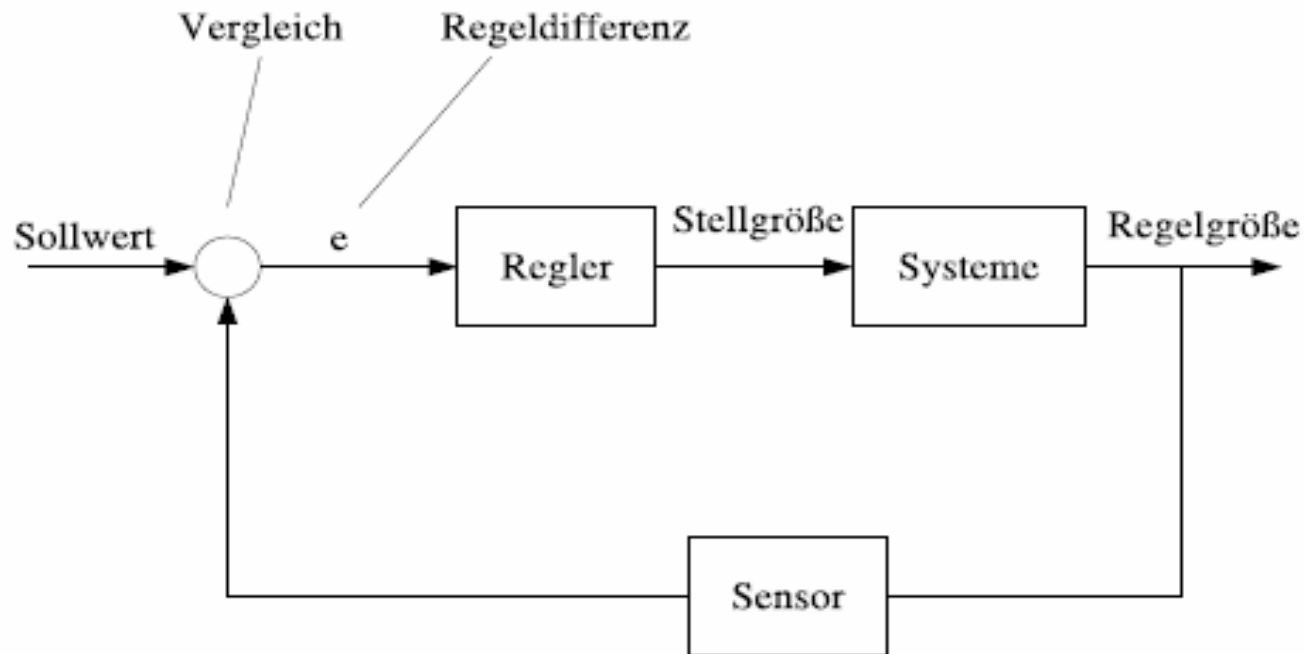 Vergleich
Regeldifferenz
Sollwert
e
Regler
Stellgröße
Systeme
Regelgröße
Sensor